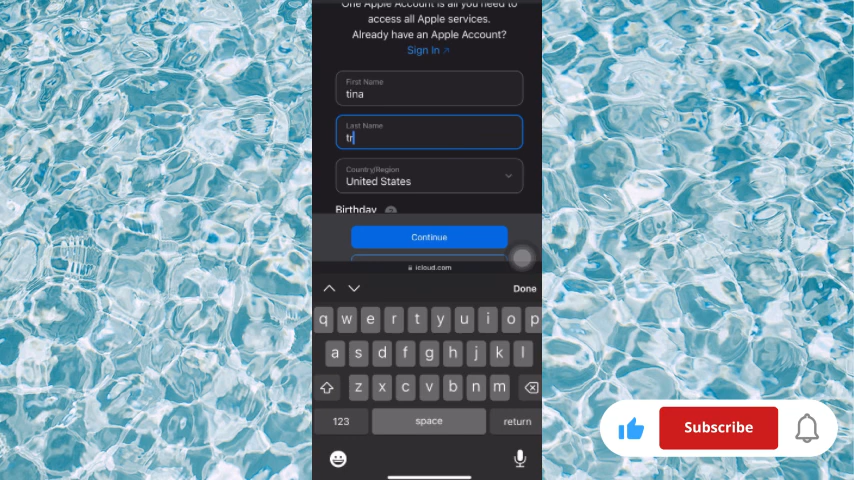 One Apple Account is all you need to
access all Apple services.
Already have an Apple Account?
Sign In ↗
First Name
tina
Last Name
tr
Country/Region
United States
Birthday
Continue
icloud.com
Done
q w e r t y u i o p
a s d f g h j k l
z x c v b n m
123 space return
Subscribe